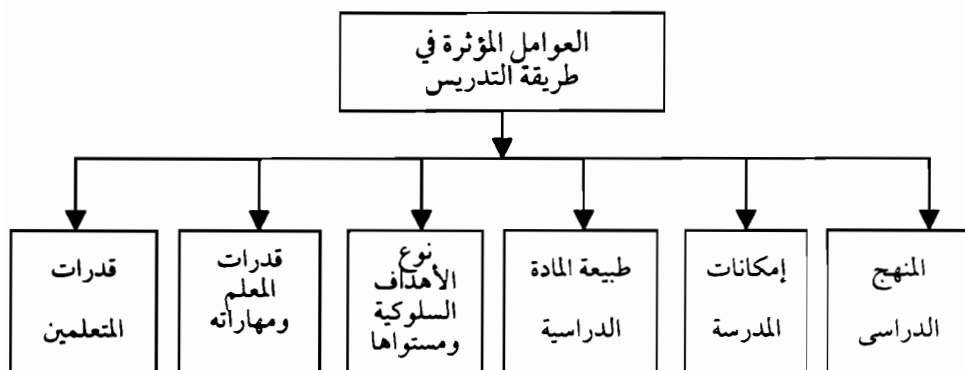 العوامل المؤثرة في
طريقة التدريس
المنهج
الدراسى
إمكانات
المدرسة
طبيعة المادة
الدراسية
نوع
الأهداف
السلوكية
ومستواها
قدرات
المعلم
ومهاراته
قدرات
المتعلمين